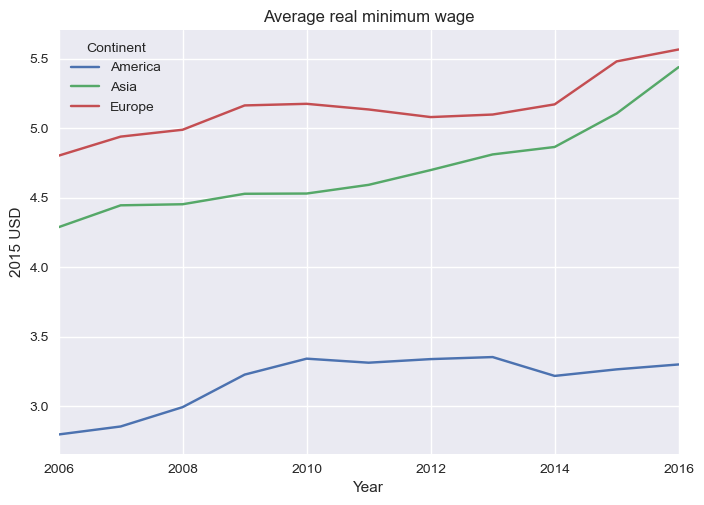 Average real minimum wage
Continent
America
Asia
Europe
5.5
5.0
4.5
4.0
3.5
3.0
2015 USD
2006 2008 2010 2012 2014 2016
Year